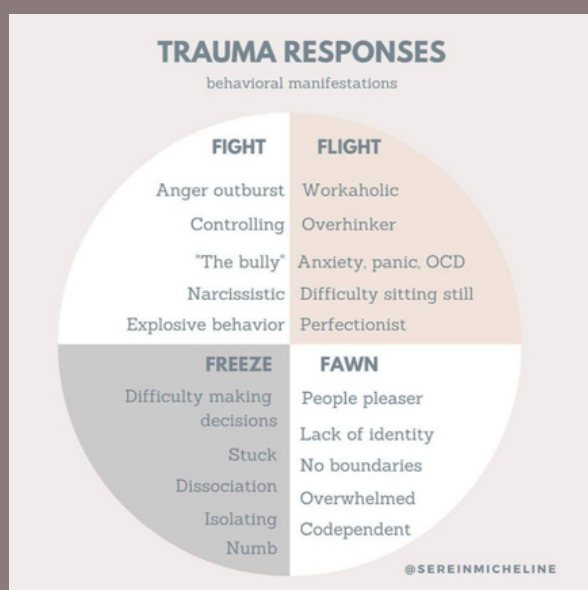 TRAUMA RESPONSES
behavioral manifestations
FIGHT
Anger outburst
Controlling
"The bully"
Narcissistic
Explosive behavior
FLIGHT
Workaholic
Overhinker
Anxiety, panic, OCD
Difficulty sitting still
Perfectionist
FREEZE
Difficulty making
decisions
Stuck
Dissociation
Isolating
Numb
FAWN
People pleaser
Lack of identity
No boundaries
Overwhelmed
Codependent
@SEREINMICHELINE